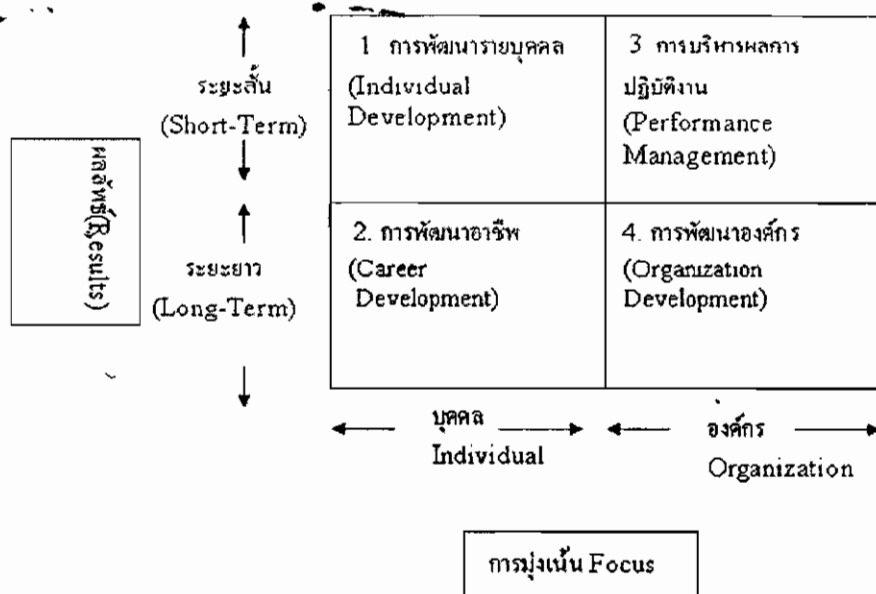 1 การพัฒนารายบุคคล
(Individual
Development)
3 การบริหารผลการ
ปฏิบัติงาน
(Performance
Management)
ระยะสั้น
(Short-Term)
ผลลัพธ์(Results)
2. การพัฒนาอาชีพ
(Career
Development)
4. การพัฒนาองค์กร
(Organization
Development)
ระยะยาว
(Long-Term)
บุคคล
Individual
องค์กร
Organization
การมุ่งเน้น Focus